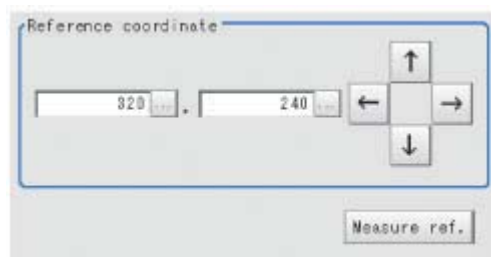 Reference coordinate
↑
320 ... , 240 ... ← →
↓
Measure ref.